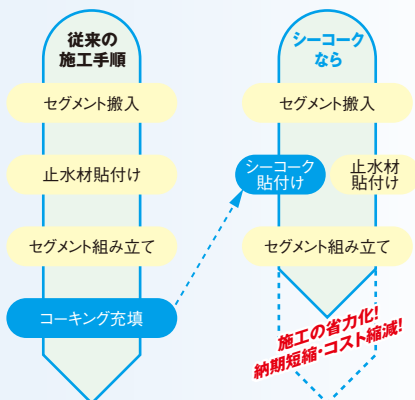 従来の
施工手順
セグメント搬入
止水材貼付け
セグメント組み立て
コーキング充填
シーコーク
なら
セグメント搬入
シーコーク
貼付け
止水材
貼付け
セグメント組み立て
施工の省力化!
納期短縮・コスト縮減!